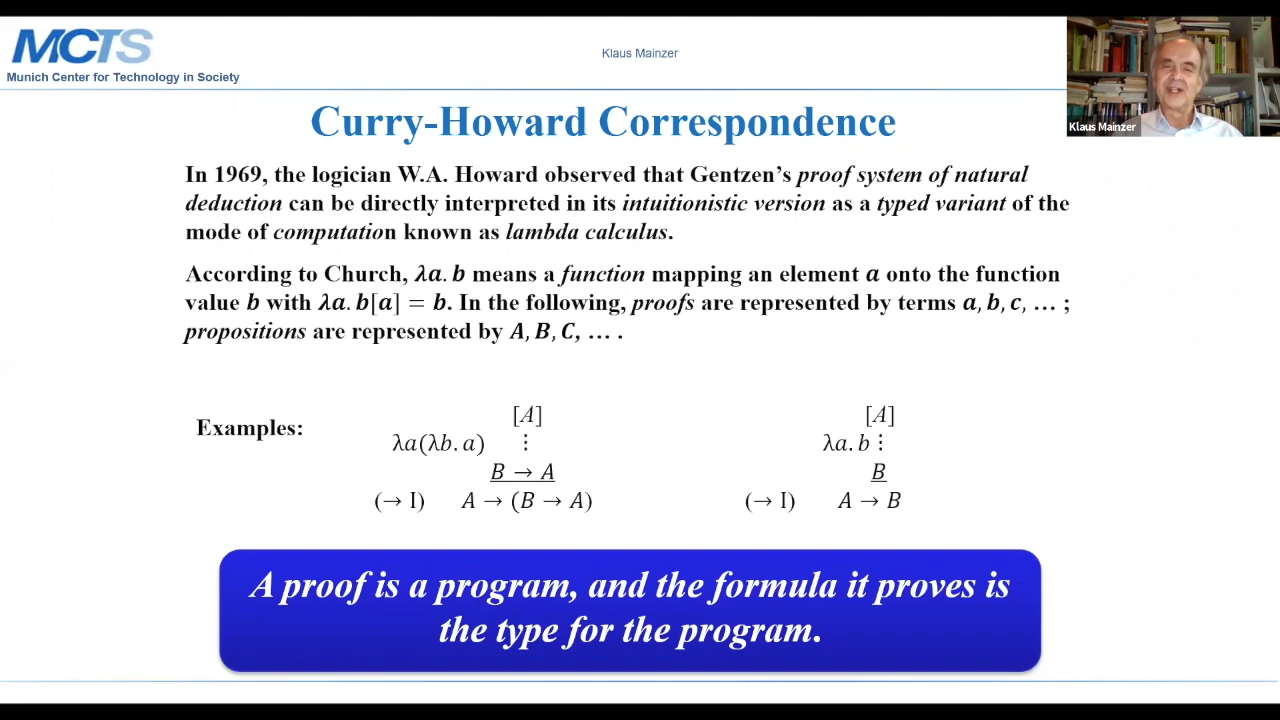 MCTS
Munich Center for Technology in Society
Klaus Mainzer
Klaus Mainzer
Curry-Howard Correspondence
In 1969, the logician W.A. Howard observed that Gentzen's proof system of natural
deduction can be directly interpreted in its intuitionistic version as a typed variant of the
mode of computation known as lambda calculus.
According to Church, λa. b means a function mapping an element a onto the function
value b with λa. b[a] = b. In the following, proofs are represented by terms a, b, c, … ;
propositions are represented by A, B, C, … .
Examples:
[A]
λa(λb. a) ⋮
B → A
(→ I) A → (B → A)
[A]
λa. b ⋮
B
(→ I) A → B
A proof is a program, and the formula it proves is
the type for the program.